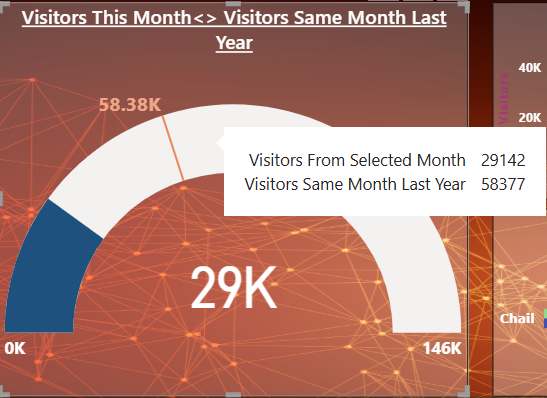 Visitors This Month<> Visitors Same Month Last
Year
58.38K
Visitors From Selected Month 29142
Visitors Same Month Last Year 58377
29K
0K
146K
Visitors
40K
20K
Chail